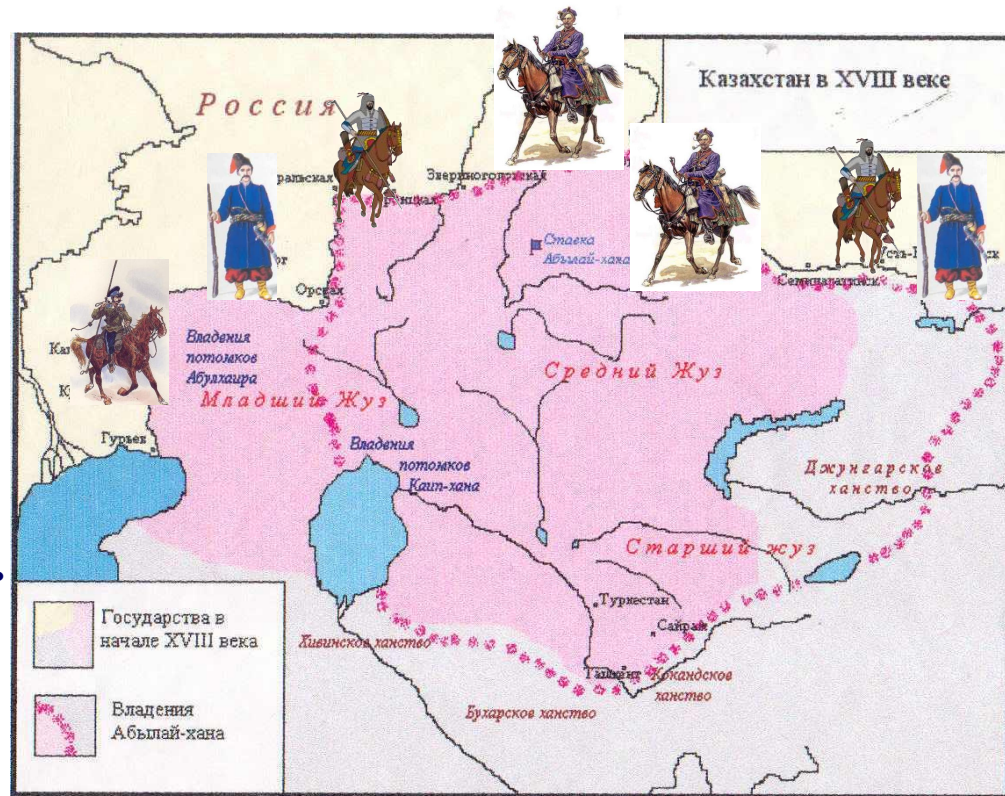 Казахстан в XVIII веке
Россия
Звериноголовская
Ставка
Абылай-хана
Семипалатинск
Орская
Владения
потомков
Абулхаира
Средний Жуз
Младший Жуз
Гурьев
Владения
потомков
Каип-хана
Джунгарское
ханство
Старший жуз
Туркестан
Сайрам
Хивинское ханство
Ташкент
Кокандское
ханство
Бухарское ханство
Государства в
начале XVIII века
Владения
Абылай-хана